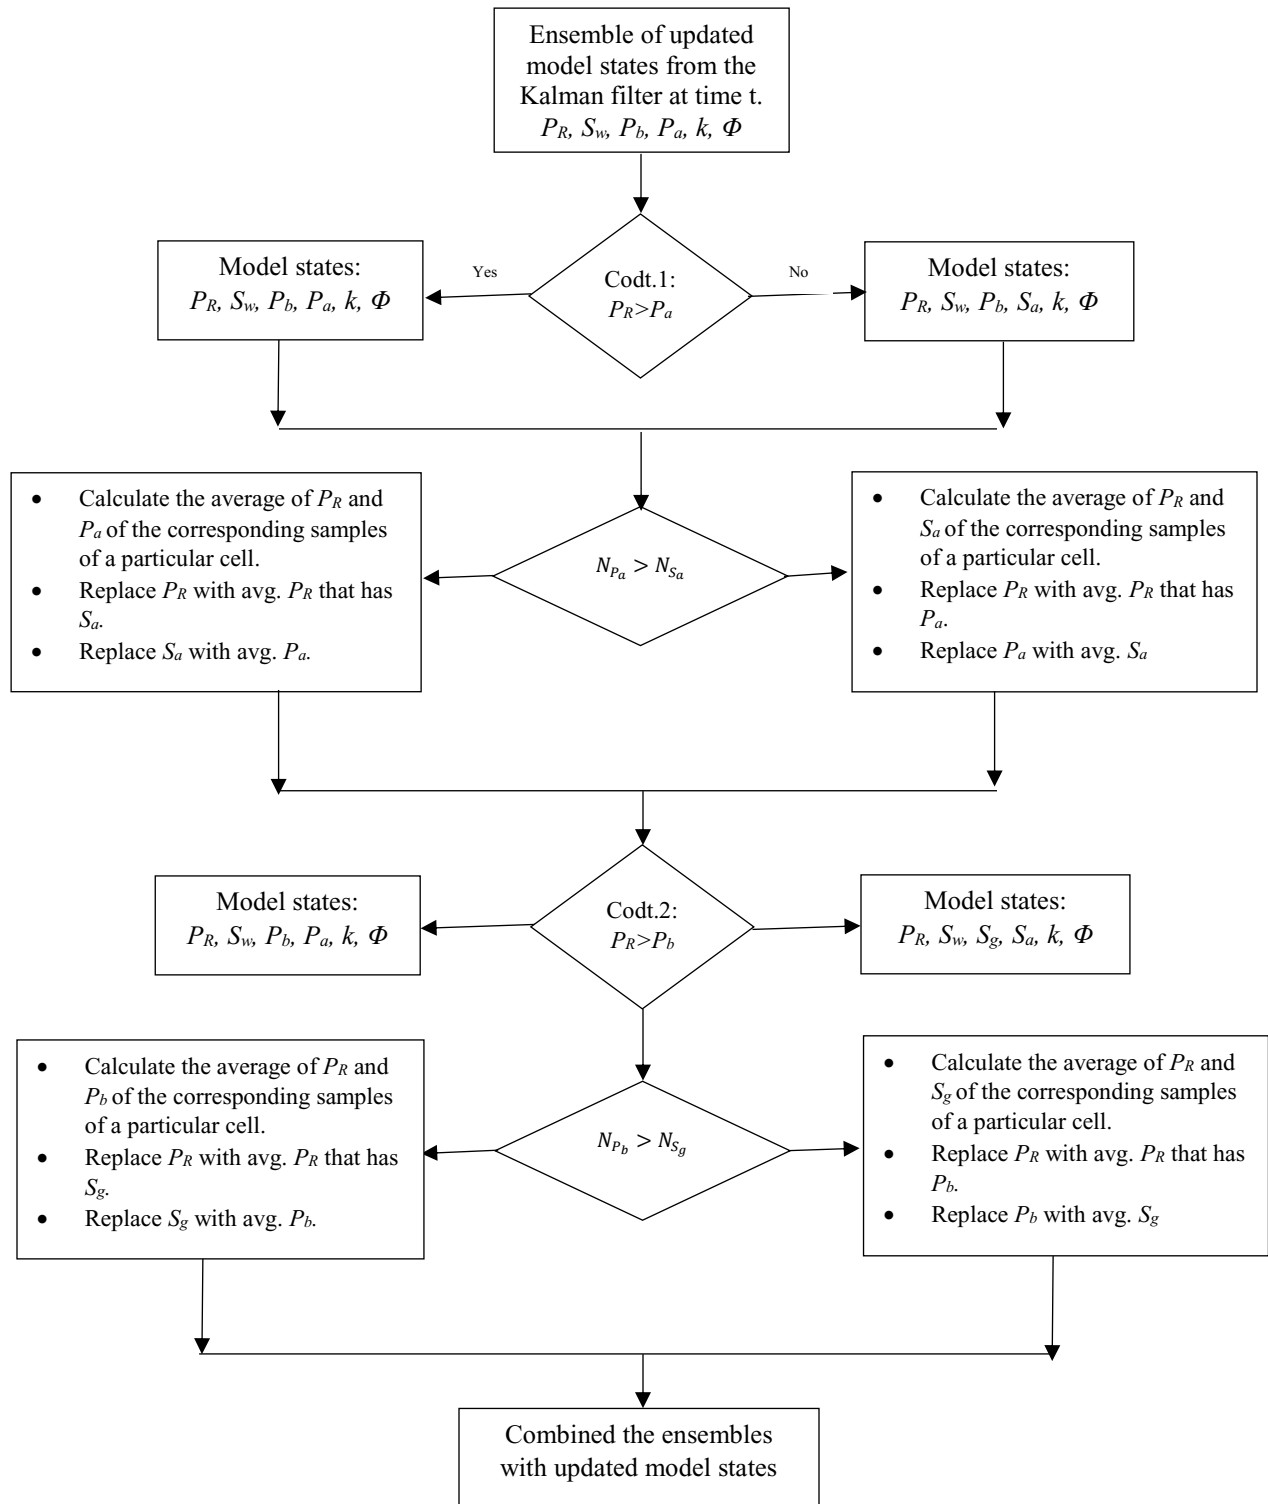 Ensemble of updated
model states from the
Kalman filter at time t.
P_R, S_w, P_b, P_a, k, Φ
Model states:
P_R, S_w, P_b, P_a, k, Φ
Yes
Codt.1:
P_R>P_a
No
Model states:
P_R, S_w, P_b, S_a, k, Φ
• Calculate the average of P_R and
P_a of the corresponding samples
of a particular cell.
• Replace P_R with avg. P_R that has
S_a.
• Replace S_a with avg. P_a.
N_{P_a} > N_{S_a}
• Calculate the average of P_R and
S_a of the corresponding samples
of a particular cell.
• Replace P_R with avg. P_R that has
P_a.
• Replace P_a with avg. S_a
Model states:
P_R, S_w, P_b, P_a, k, Φ
Codt.2:
P_R>P_b
Model states:
P_R, S_w, S_g, S_a, k, Φ
• Calculate the average of P_R and
P_b of the corresponding samples
of a particular cell.
• Replace P_R with avg. P_R that has
S_g.
• Replace S_g with avg. P_b.
N_{P_b} > N_{S_g}
• Calculate the average of P_R and
S_g of the corresponding samples
of a particular cell.
• Replace P_R with avg. P_R that has
P_b.
• Replace P_b with avg. S_g
Combined the ensembles
with updated model states